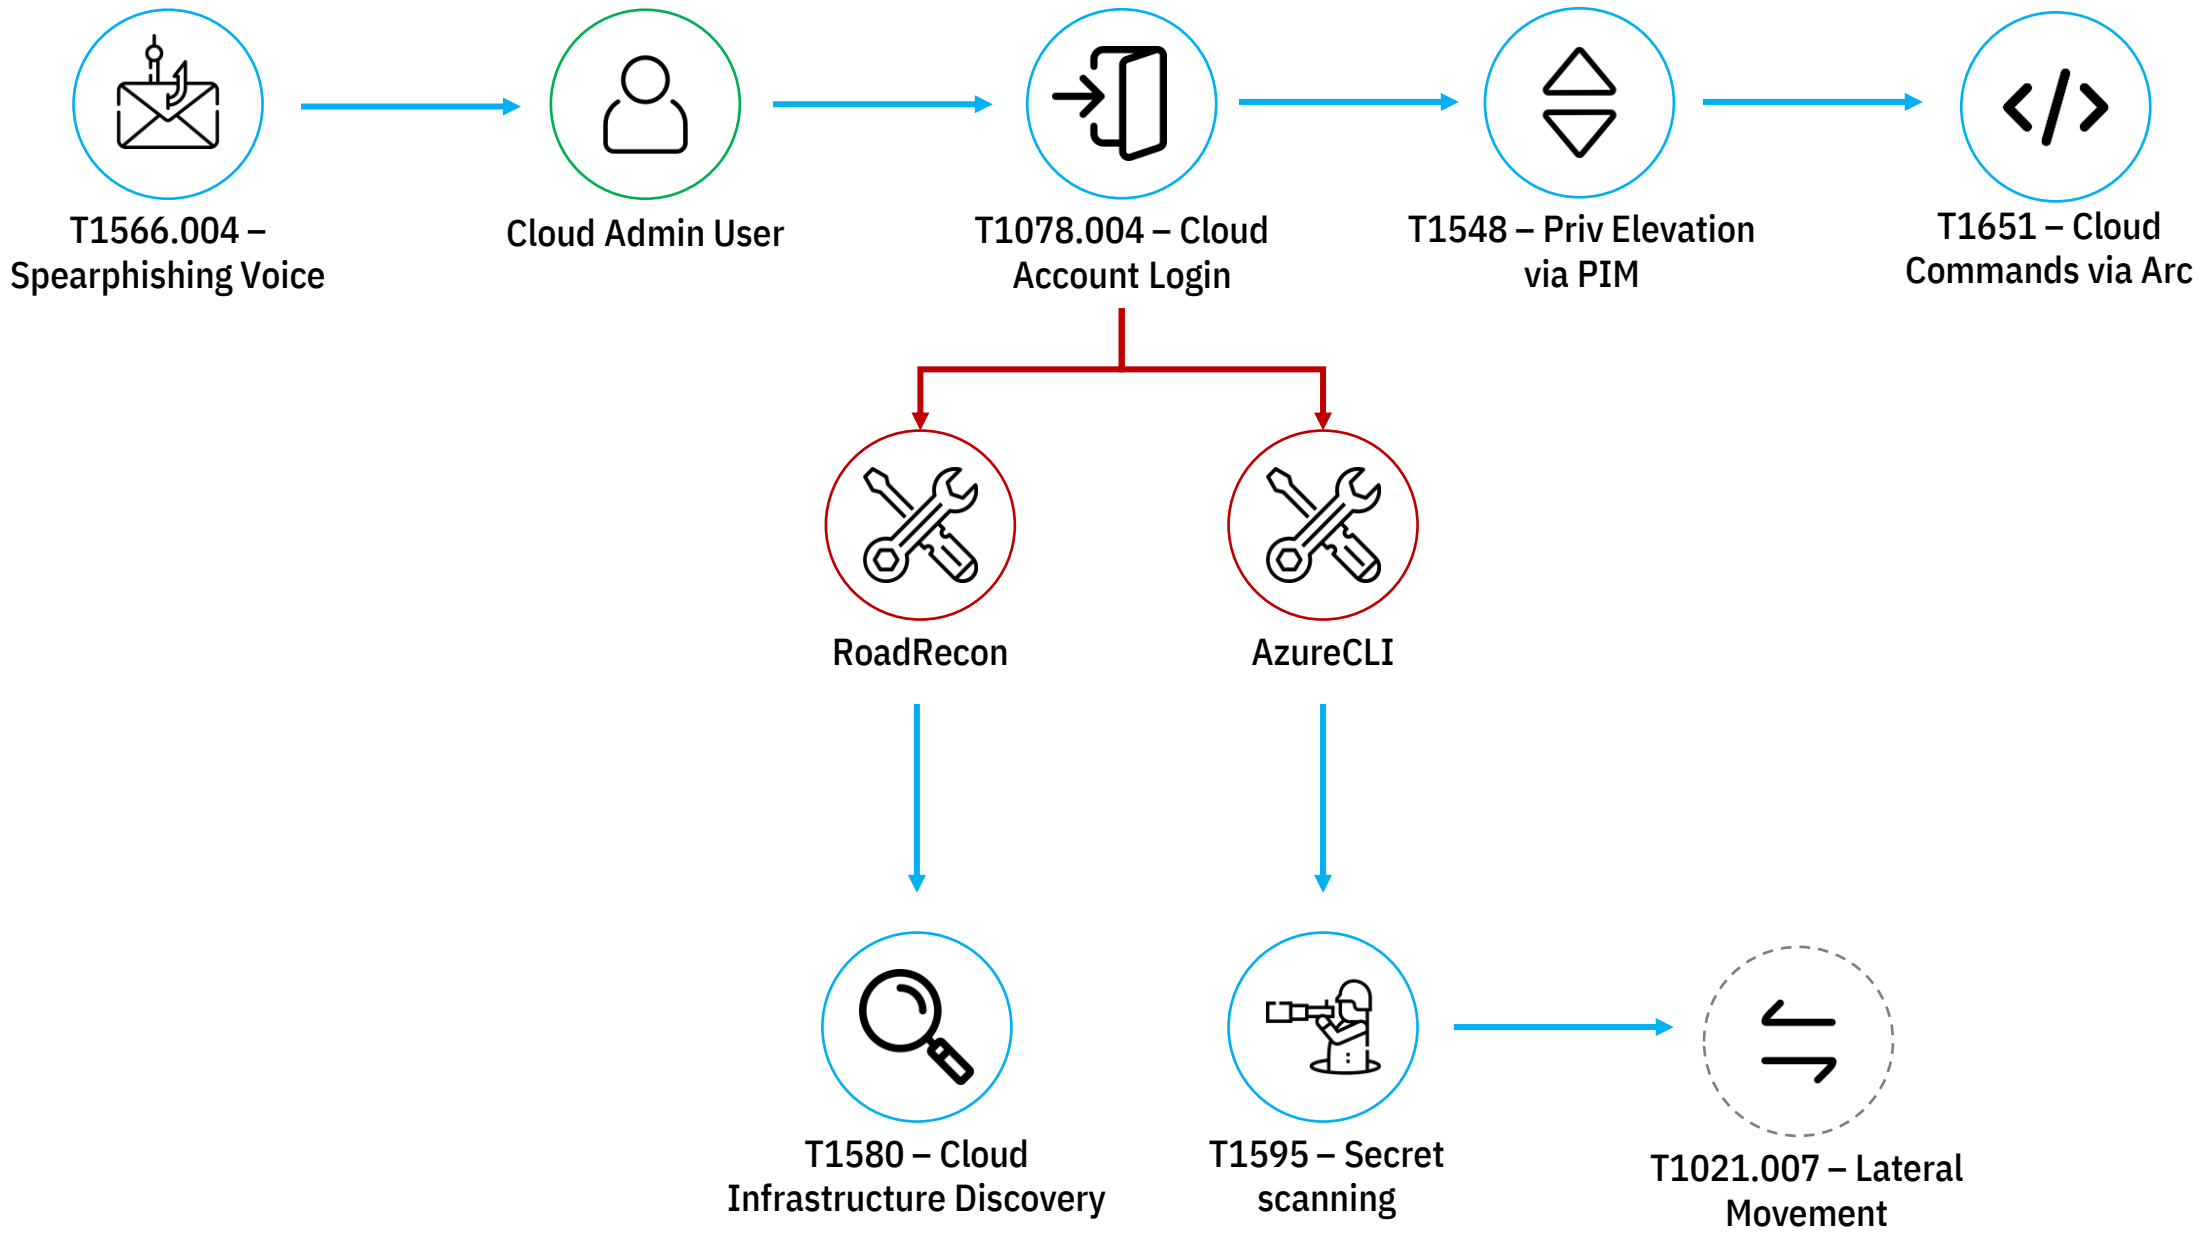 T1566.004 –
Spearphishing Voice
Cloud Admin User
T1078.004 – Cloud
Account Login
T1548 – Priv Elevation
via PIM
T1651 – Cloud
Commands via Arc
RoadRecon
AzureCLI
T1580 – Cloud
Infrastructure Discovery
T1595 – Secret
scanning
T1021.007 – Lateral
Movement